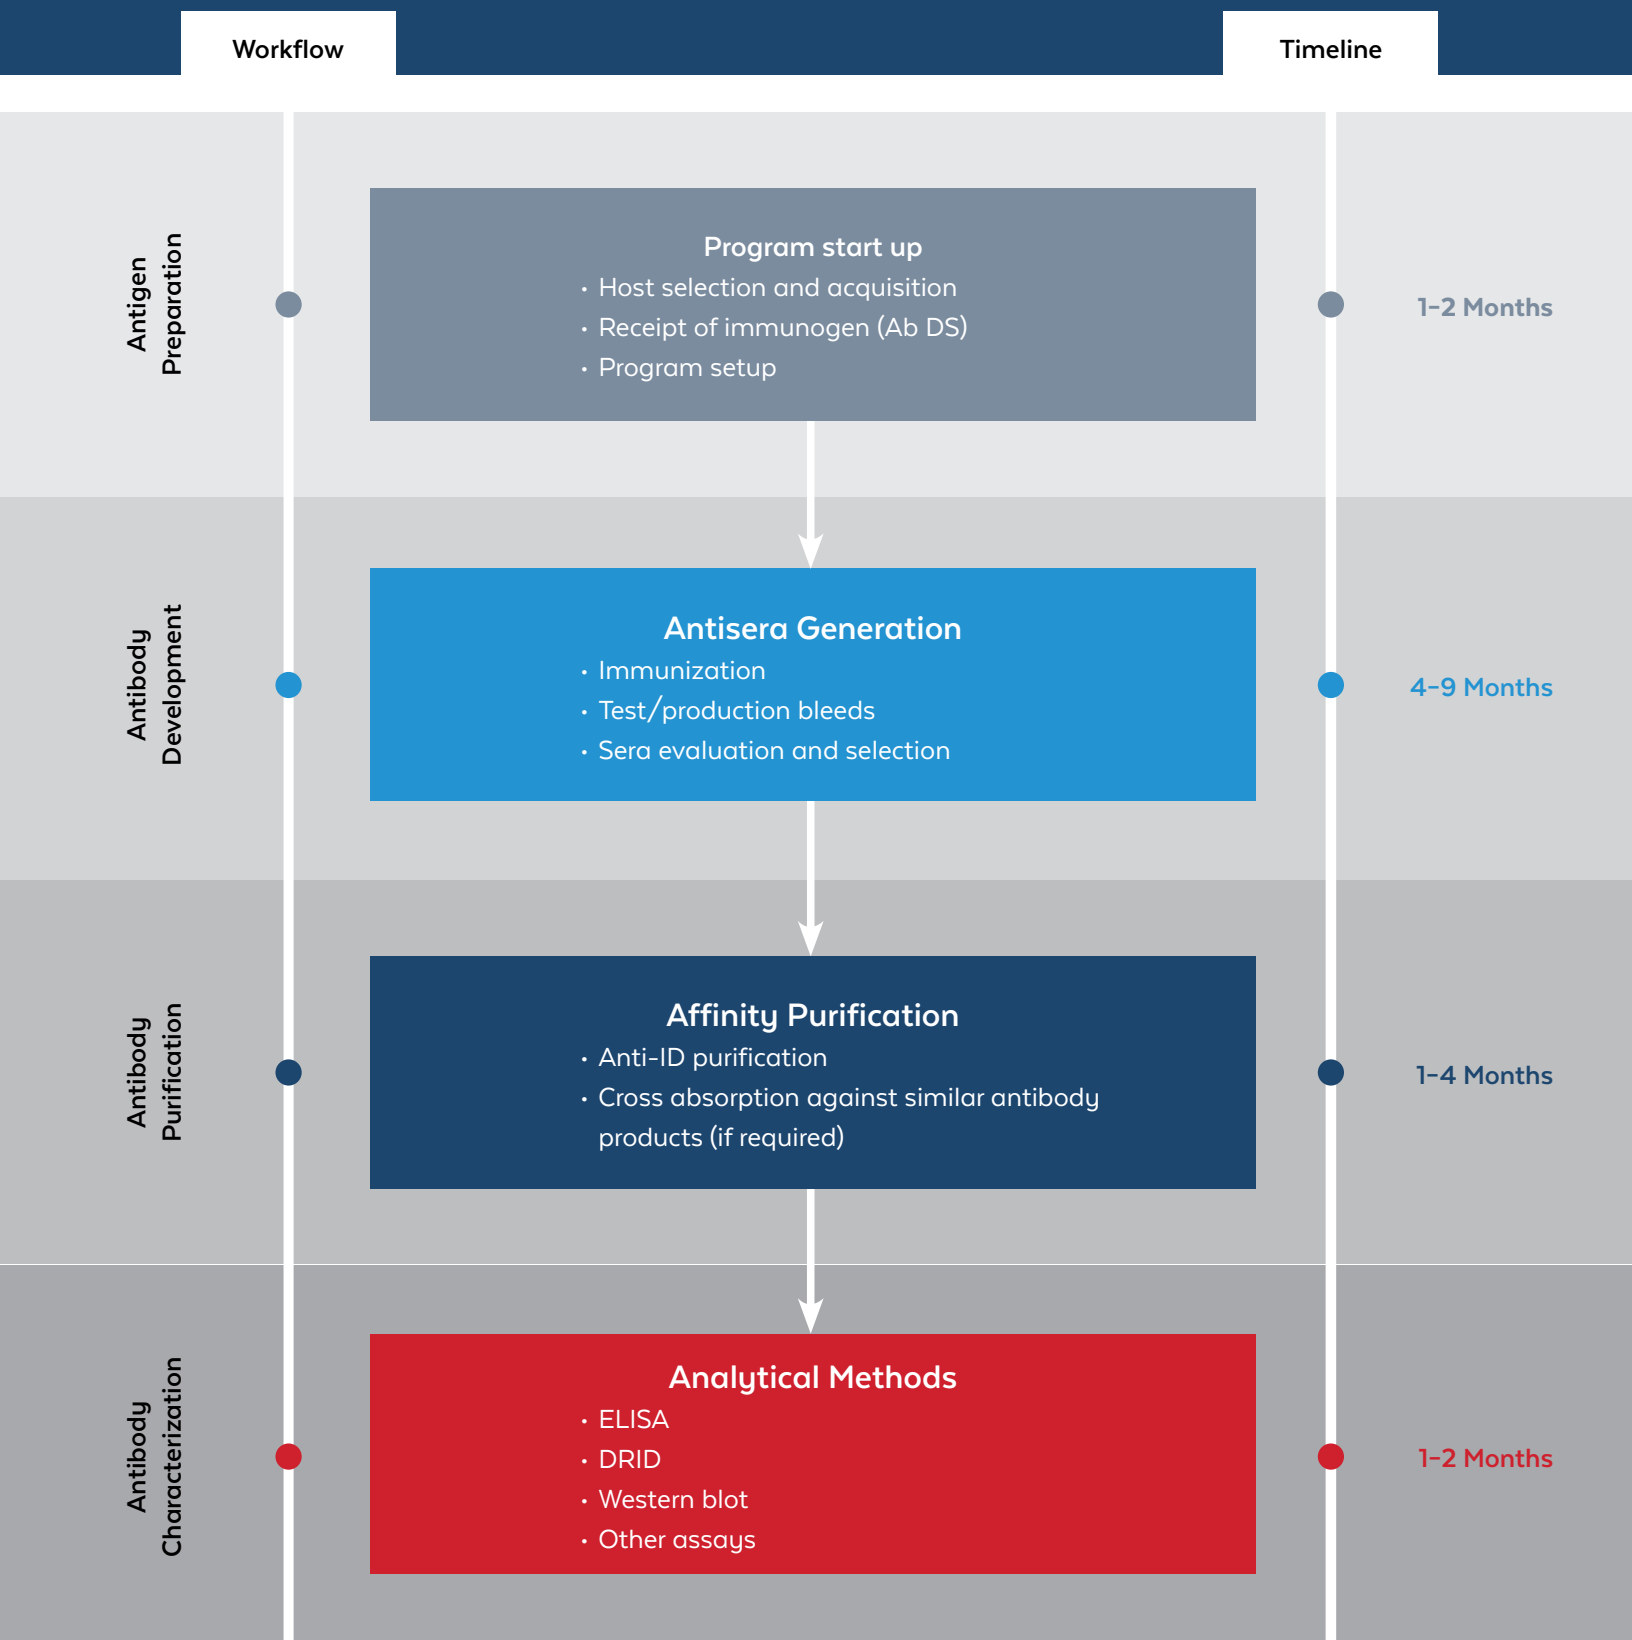 Workflow
Timeline
Antigen
Preparation
Program start up
• Host selection and acquisition
• Receipt of immunogen (Ab DS)
• Program setup
1–2 Months
Antibody
Development
Antisera Generation
• Immunization
• Test/production bleeds
• Sera evaluation and selection
4–9 Months
Antibody
Purification
Affinity Purification
• Anti-ID purification
• Cross absorption against similar antibody
products (if required)
1–4 Months
Antibody
Characterization
Analytical Methods
• ELISA
• DRID
• Western blot
• Other assays
1–2 Months